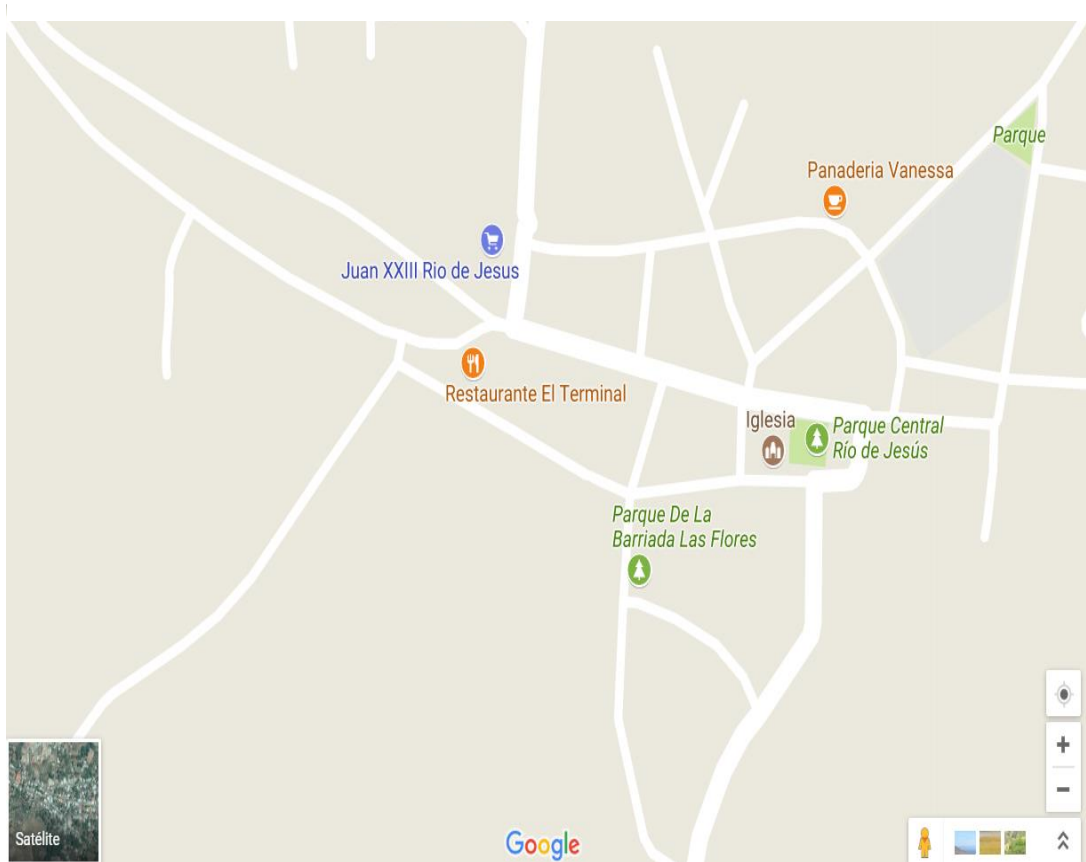 Parque
Panaderia Vanessa
Juan XXIII Rio de Jesus
Restaurante El Terminal
Iglesia
Parque Central
Río de Jesús
Parque De La
Barriada Las Flores
Satélite
Google